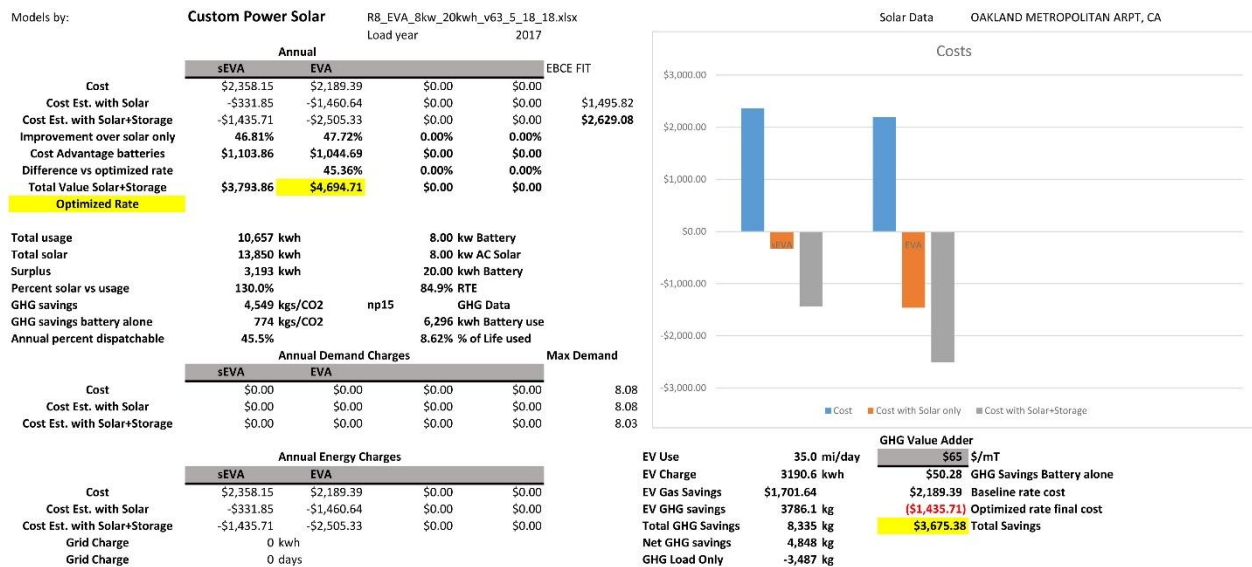 Models by: Custom Power Solar R8_EVA_8kw_20kwh_v63_5_18_18.xlsx Solar Data OAKLAND METROPOLITAN ARPT, CA
Load year 2017
Annual
sEVA EVA EBCE FIT
Cost $2,358.15 $2,189.39 $0.00 $0.00
Cost Est. with Solar -$331.85 -$1,460.64 $0.00 $0.00 $1,495.82
Cost Est. with Solar+Storage -$1,435.71 -$2,505.33 $0.00 $0.00 $2,629.08
Improvement over solar only 46.81% 47.72% 0.00% 0.00%
Cost Advantage batteries $1,103.86 $1,044.69 $0.00 $0.00
Difference vs optimized rate 45.36% 0.00% 0.00%
Total Value Solar+Storage $3,793.86 $4,694.71 $0.00 $0.00
Optimized Rate
Total usage 10,657 kwh 8.00 kw Battery
Total solar 13,850 kwh 8.00 kw AC Solar
Surplus 3,193 kwh 20.00 kwh Battery
Percent solar vs usage 130.0% 84.9% RTE
GHG savings 4,549 kgs/CO2 np15 GHG Data
GHG savings battery alone 774 kgs/CO2 6,296 kwh Battery use
Annual percent dispatchable 45.5% 8.62% % of Life used
Annual Demand Charges Max Demand
sEVA EVA
Cost $0.00 $0.00 $0.00 $0.00 8.08
Cost Est. with Solar $0.00 $0.00 $0.00 $0.00 8.08
Cost Est. with Solar+Storage $0.00 $0.00 $0.00 $0.00 8.03
Annual Energy Charges
sEVA EVA
Cost $2,358.15 $2,189.39 $0.00 $0.00
Cost Est. with Solar -$331.85 -$1,460.64 $0.00 $0.00
Cost Est. with Solar+Storage -$1,435.71 -$2,505.33 $0.00 $0.00
Grid Charge 0 kwh
Grid Charge 0 days
Costs
$3,000.00
$2,000.00
$1,000.00
$0.00
sEVA EVA
-$1,000.00
-$2,000.00
-$3,000.00
Cost Cost with Solar only Cost with Solar+Storage
GHG Value Adder
EV Use 35.0 mi/day $65 $/mT
EV Charge 3190.6 kwh $50.28 GHG Savings Battery alone
EV Gas Savings $1,701.64 $2,189.39 Baseline rate cost
EV GHG savings 3786.1 kg ($1,435.71) Optimized rate final cost
Total GHG Savings 8,335 kg $3,675.38 Total Savings
Net GHG savings 4,848 kg
GHG Load Only -3,487 kg